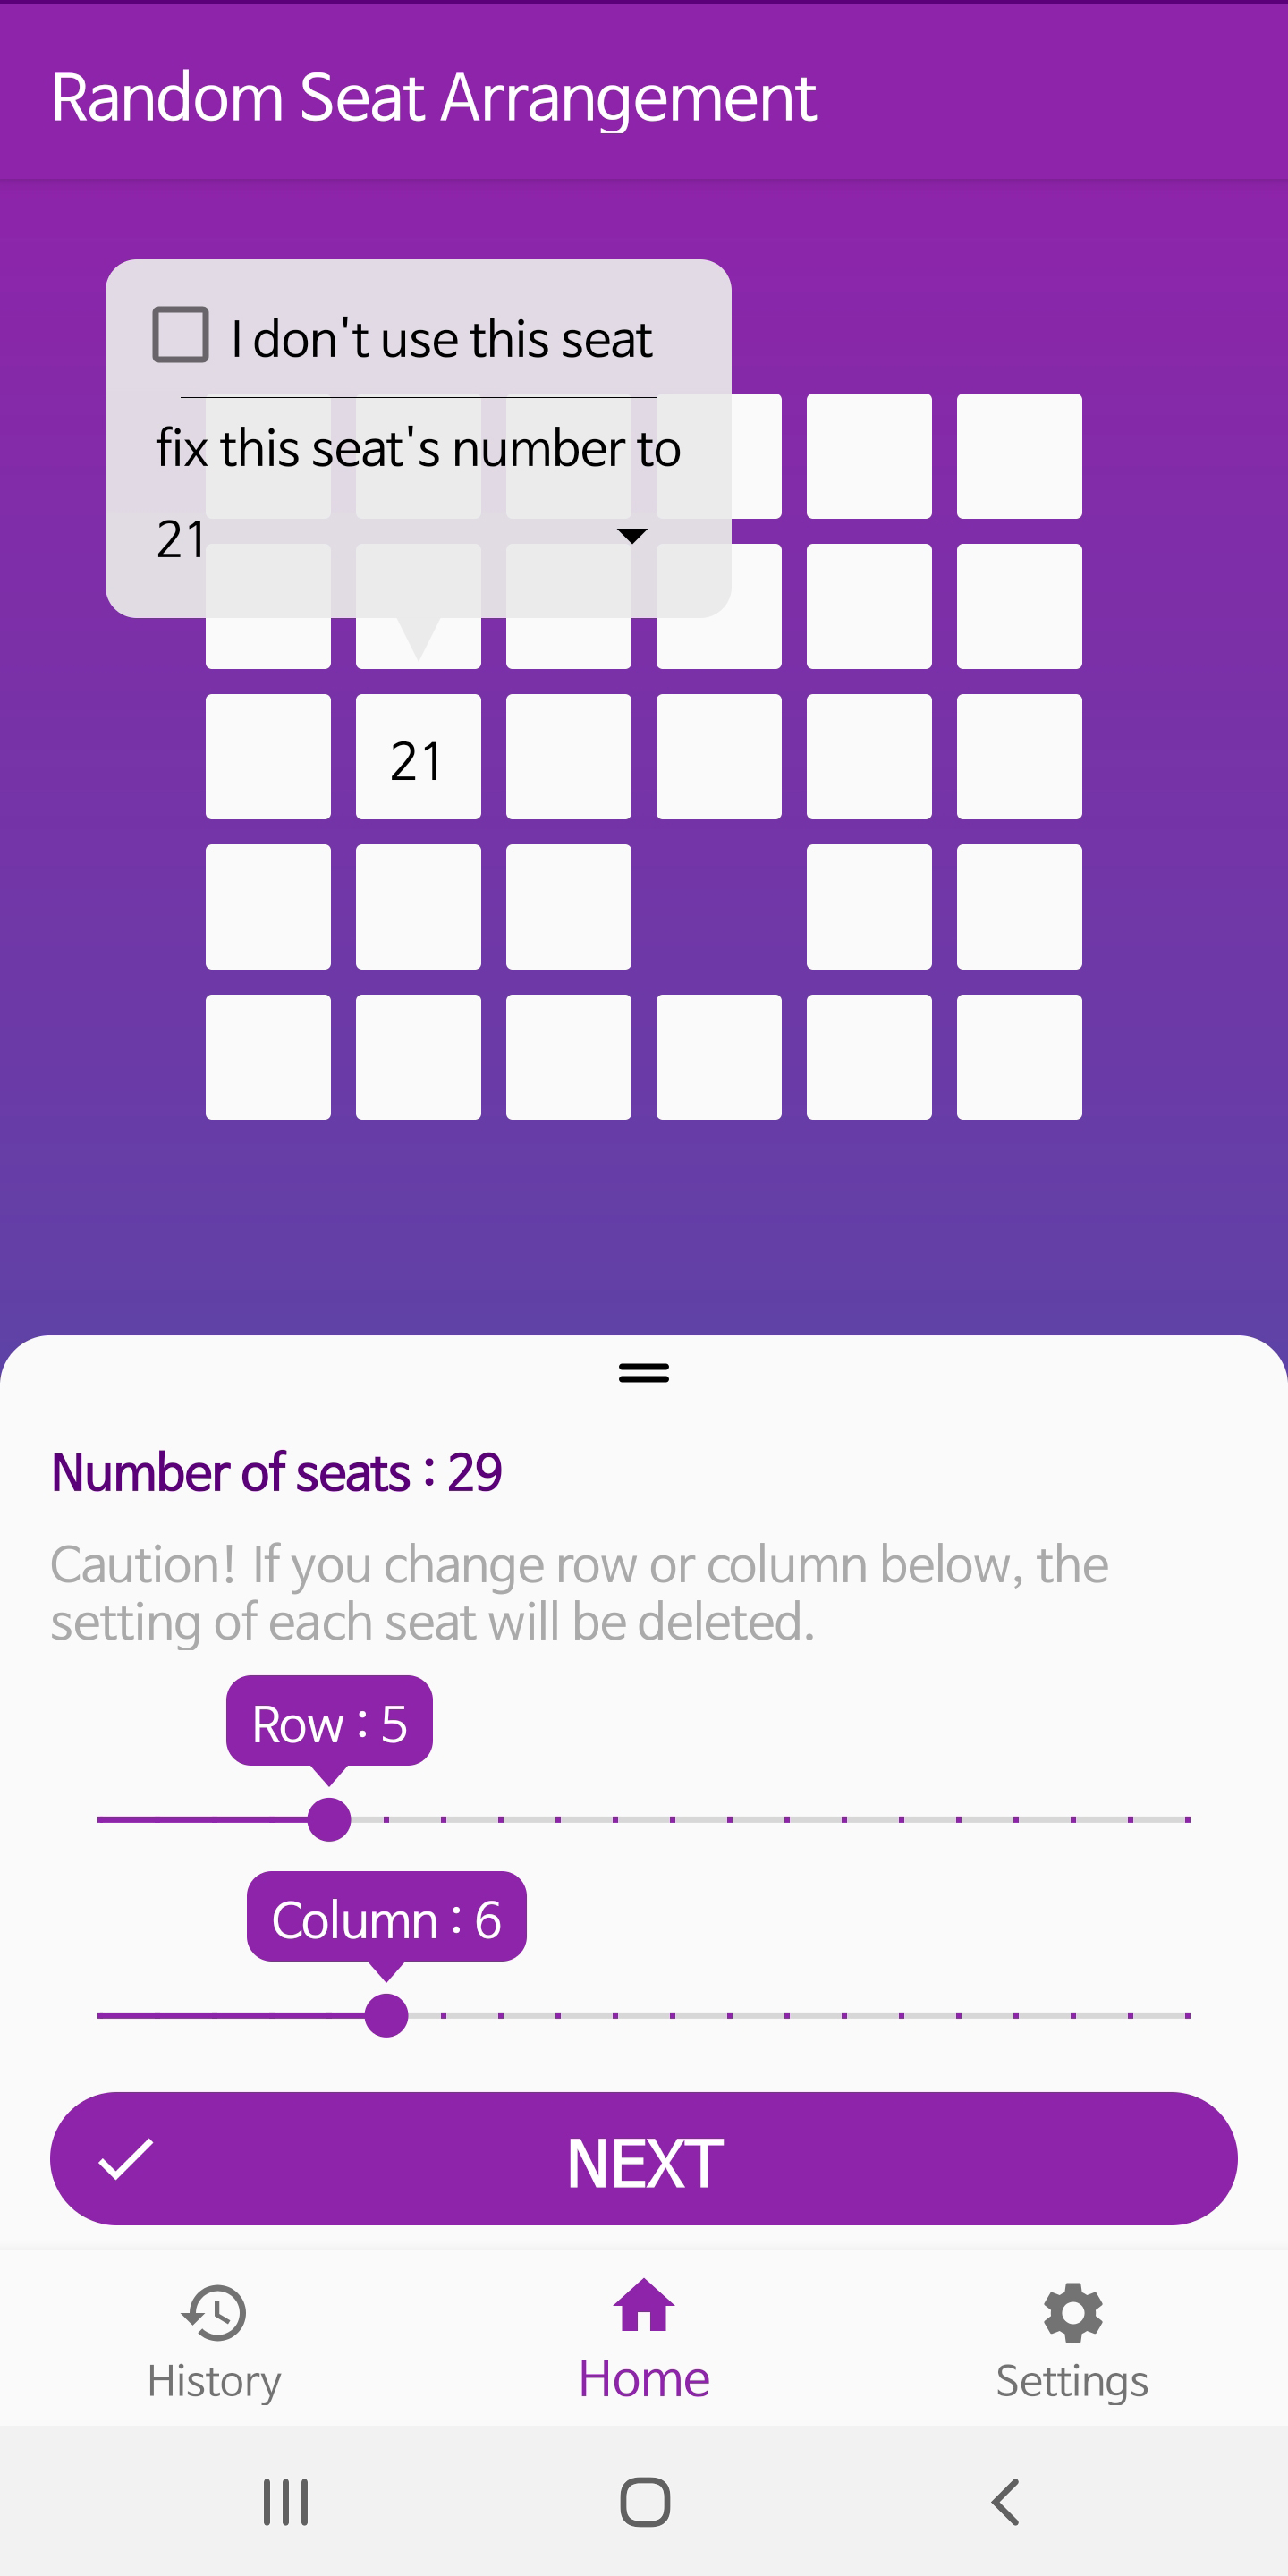 Random Seat Arrangement
I don't use this seat
fix this seat's number to
21
21
Number of seats : 29
Caution! If you change row or column below, the
setting of each seat will be deleted.
Row : 5
Column : 6
NEXT
History
Home
Settings